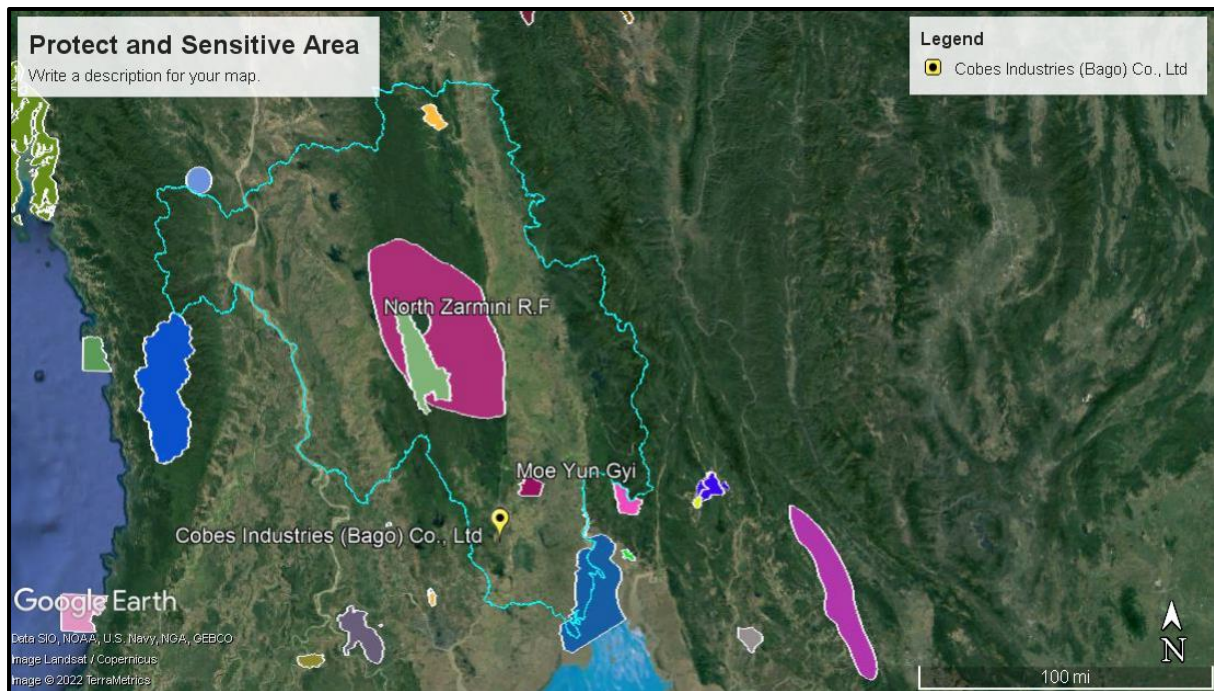 Protect and Sensitive Area
Write a description for your map.
Legend
Cobes Industries (Bago) Co., Ltd
North Zarmini R.F
Moe Yun Gyi
Cobes Industries (Bago) Co., Ltd
Google Earth
Data SIO, NOAA, U.S. Navy, NGA, GEBCO
Image Landsat / Copernicus
Image © 2022 TerraMetrics
N
100 mi